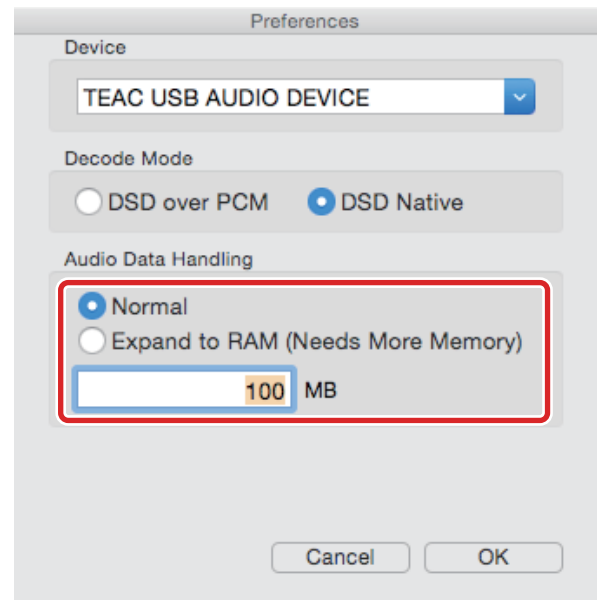 Preferences
Device
TEAC USB AUDIO DEVICE
Decode Mode
DSD over PCM DSD Native
Audio Data Handling
Normal
Expand to RAM (Needs More Memory)
100 MB
Cancel OK